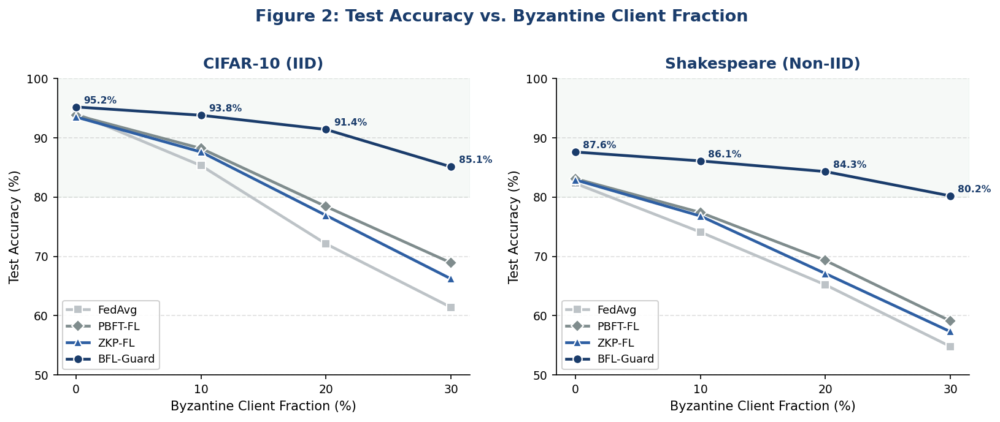 Figure 2: Test Accuracy vs. Byzantine Client Fraction
CIFAR-10 (IID)
Test Accuracy (%)
100
90
80
70
60
50
95.2%
93.8%
91.4%
85.1%
FedAvg
PBFT-FL
ZKP-FL
BFL-Guard
0
10
20
30
Byzantine Client Fraction (%)
Shakespeare (Non-IID)
Test Accuracy (%)
100
90
80
70
60
50
87.6%
86.1%
84.3%
80.2%
FedAvg
PBFT-FL
ZKP-FL
BFL-Guard
0
10
20
30
Byzantine Client Fraction (%)